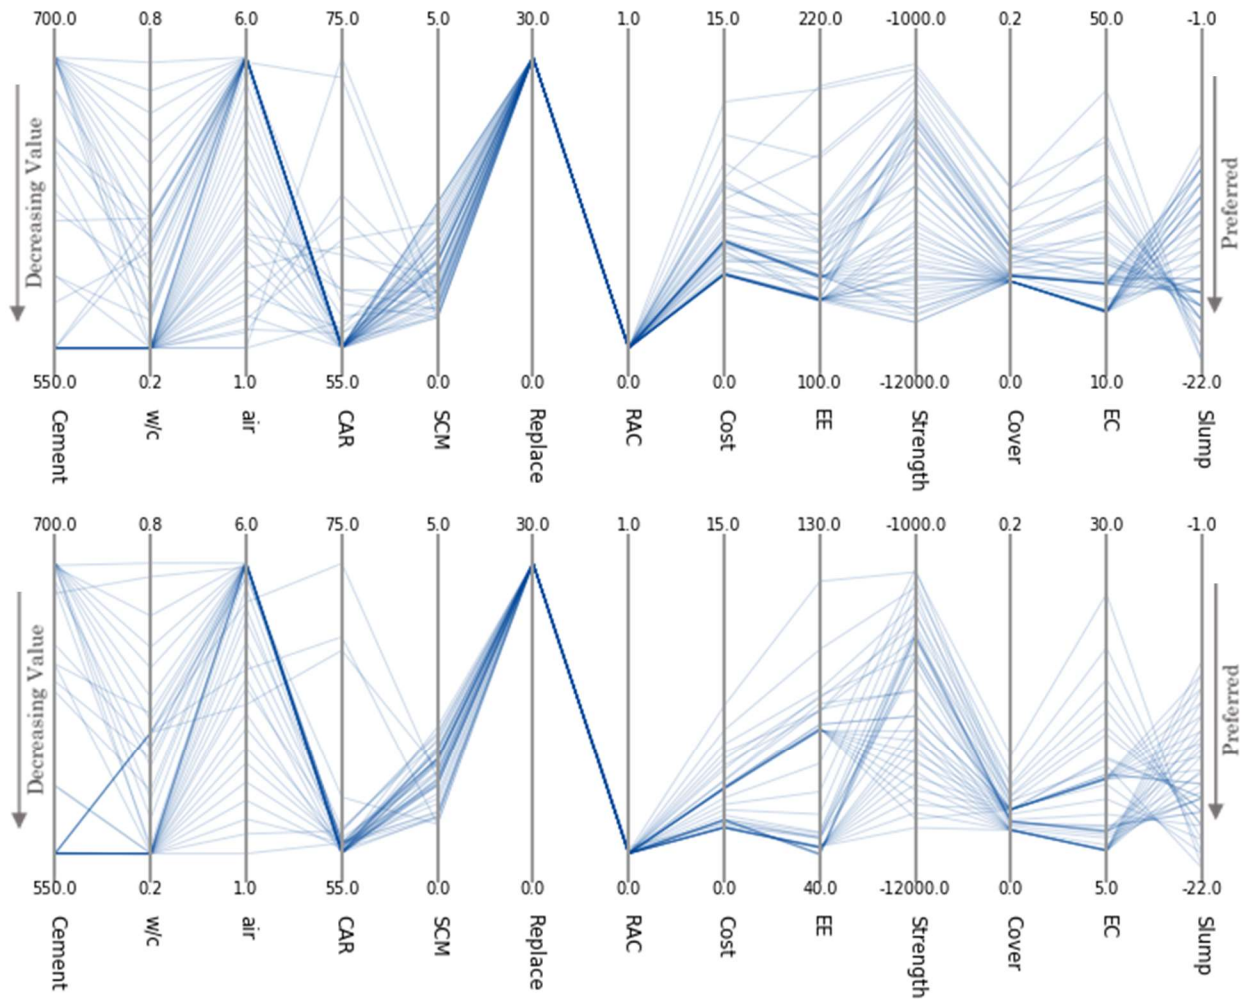 700.0 0.8 6.0 75.0 5.0 30.0 1.0 15.0 220.0 -1000.0 0.2 50.0 -1.0
Decreasing Value
Preferred
550.0 0.2 1.0 55.0 0.0 0.0 0.0 0.0 100.0 -12000.0 0.0 10.0 -22.0
Cement w/c air CAR SCM Replace RAC Cost EE Strength Cover EC Slump
700.0 0.8 6.0 75.0 5.0 30.0 1.0 15.0 130.0 -1000.0 0.2 30.0 -1.0
Decreasing Value
Preferred
550.0 0.2 1.0 55.0 0.0 0.0 0.0 0.0 40.0 -12000.0 0.0 5.0 -22.0
Cement w/c air CAR SCM Replace RAC Cost EE Strength Cover EC Slump